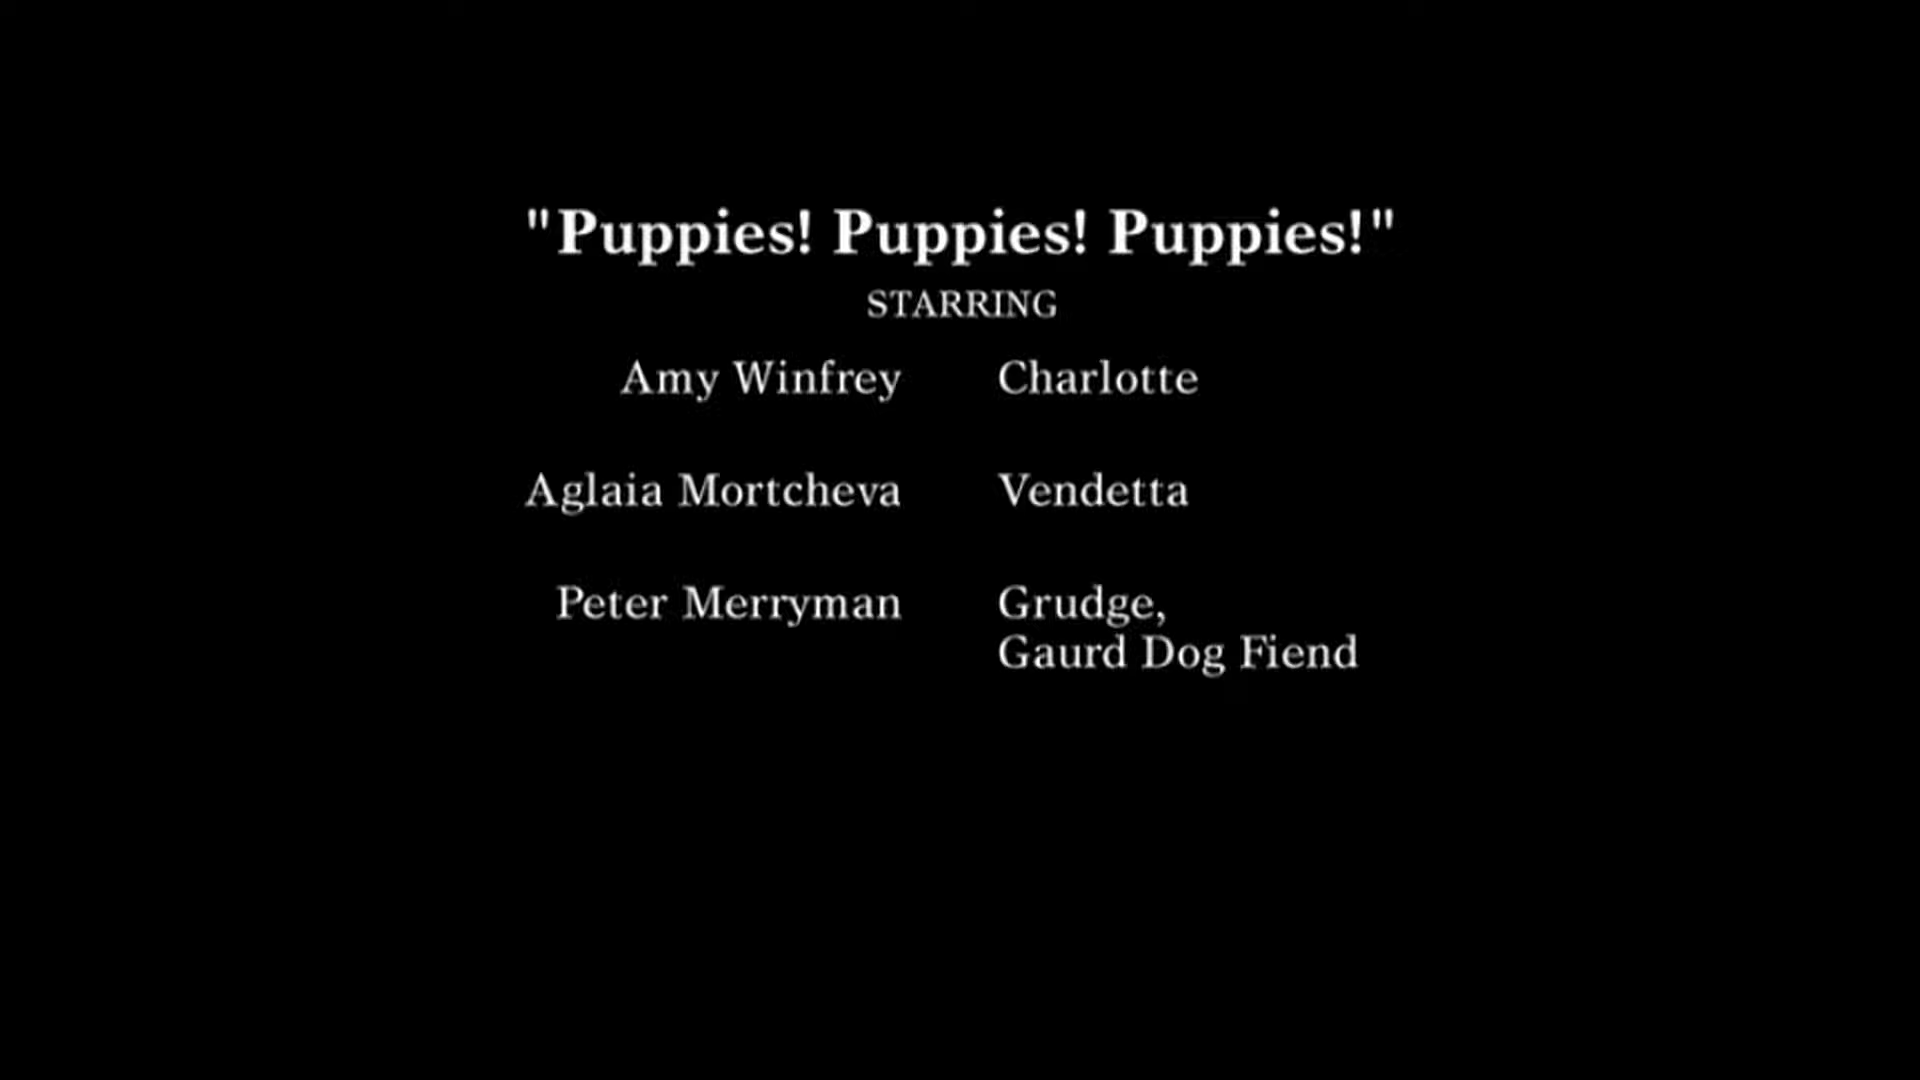 "Puppies! Puppies! Puppies!"
STARRING
Amy Winfrey Charlotte
Aglaia Mortcheva Vendetta
Peter Merryman Grudge,
Gaurd Dog Fiend